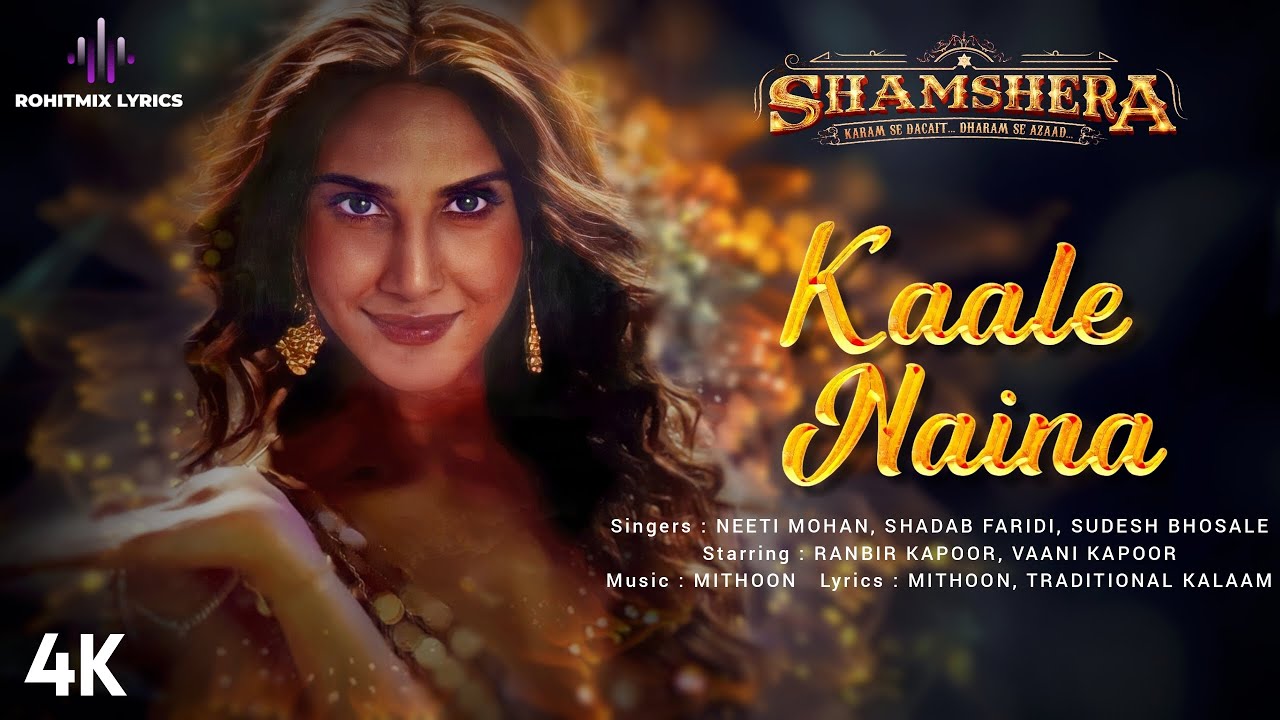 ROHITMIX LYRICS
SHAMSHERA
KARAM SE DACAIT... DHARAM SE AZAAD...
Kaale
Naina
Singers : NEETI MOHAN, SHADAB FARIDI, SUDESH BHOSALE
Starring : RANBIR KAPOOR, VAANI KAPOOR
Music : MITHOON Lyrics : MITHOON, TRADITIONAL KALAAM
4K